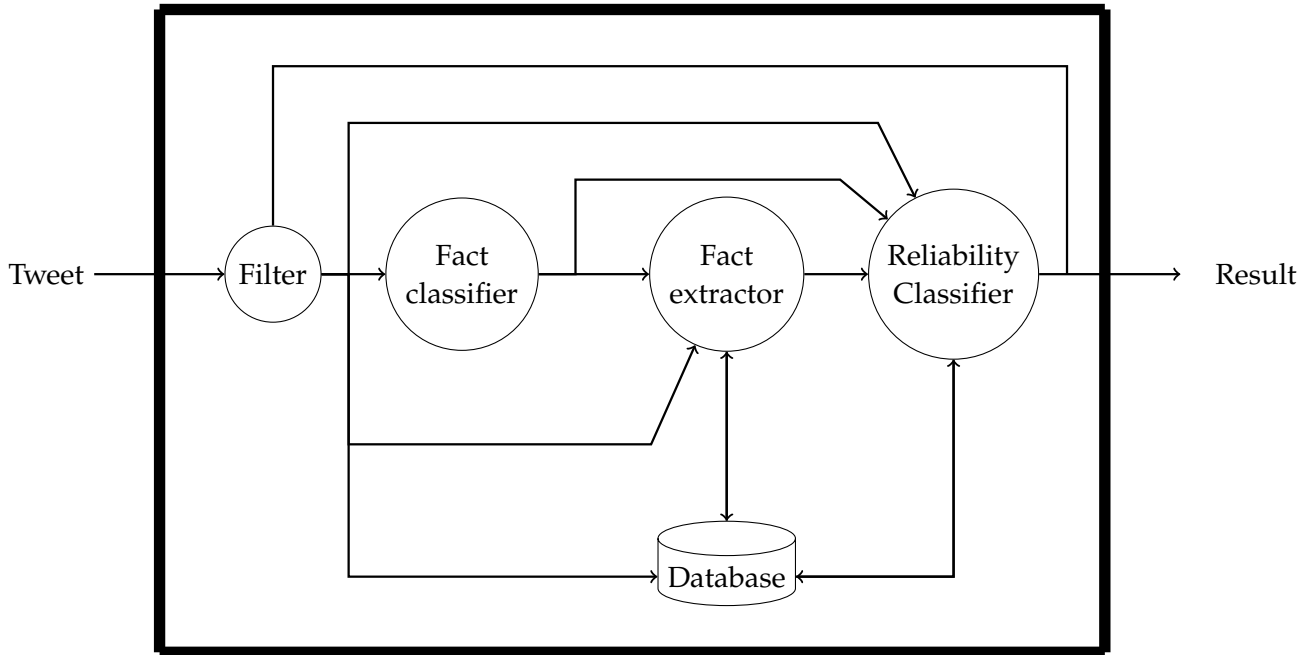 Tweet
Filter
Fact
classifier
Fact
extractor
Reliability
Classifier
Result
Database